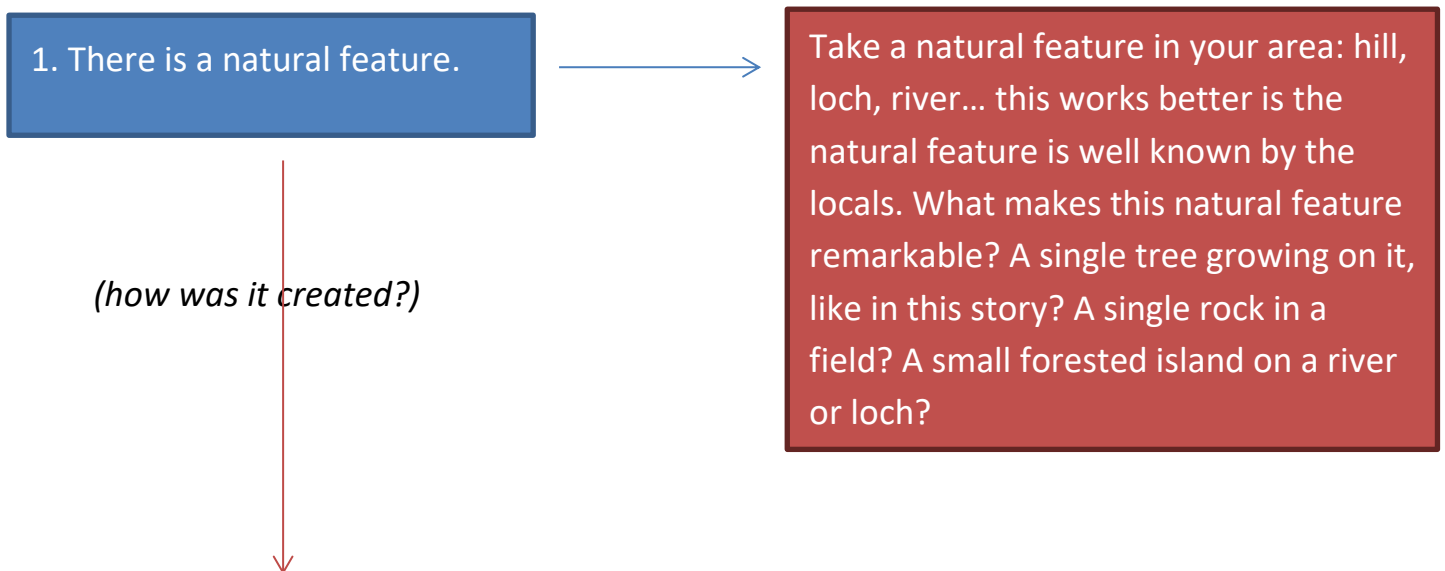 1. There is a natural feature.
Take a natural feature in your area: hill,
loch, river… this works better is the
natural feature is well known by the
locals. What makes this natural feature
remarkable? A single tree growing on it,
like in this story? A single rock in a
field? A small forested island on a river
or loch?
(how was it created?)